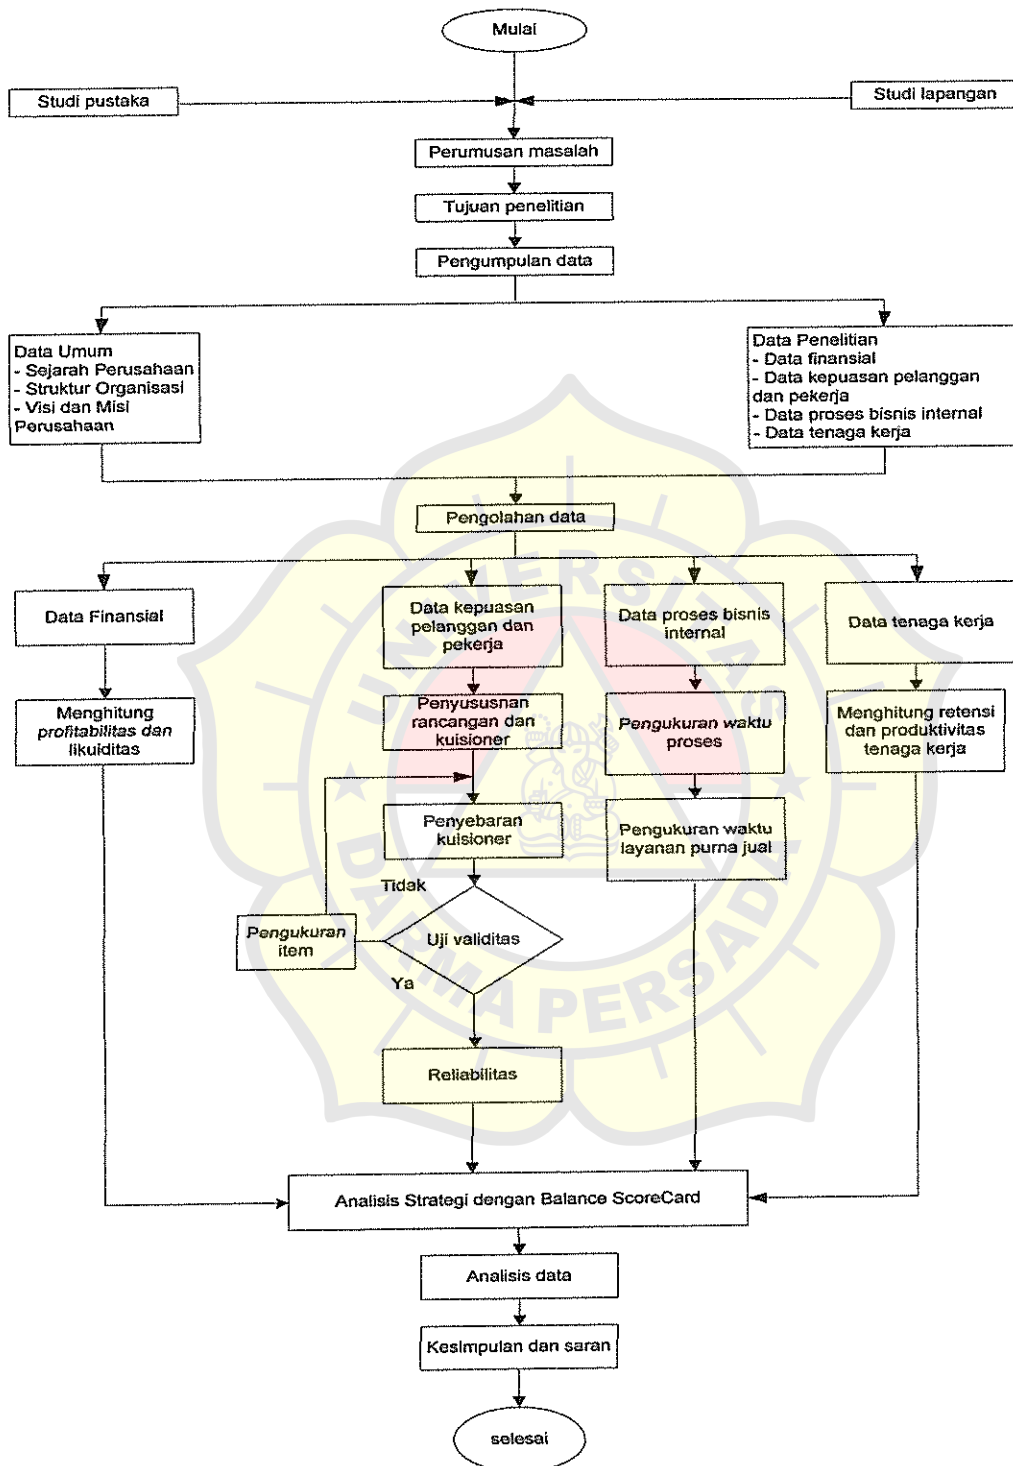 Mulai
Studi pustaka
Studi lapangan
Perumusan masalah
Tujuan penelitian
Pengumpulan data
Data Umum
- Sejarah Perusahaan
- Struktur Organisasi
- Visi dan Misi
Perusahaan
Data Penelitian
- Data finansial
- Data kepuasan pelanggan
dan pekerja
- Data proses bisnis internal
- Data tenaga kerja
Pengolahan data
Data Finansial
Data kepuasan
pelanggan dan
pekerja
Data proses bisnis
internal
Data tenaga kerja
Menghitung
profitabilitas dan
likuiditas
Penyususnan
rancangan dan
kuisioner
Pengukuran waktu
proses
Menghitung retensi
dan produktivitas
tenaga kerja
Penyebaran
kuisioner
Pengukuran waktu
layanan purna jual
Tidak
Pengukuran
item
Uji validitas
Ya
Reliabilitas
Analisis Strategi dengan Balance ScoreCard
Analisis data
Kesimpulan dan saran
selesai
UNIVERSITAS
DARMA PERSADA